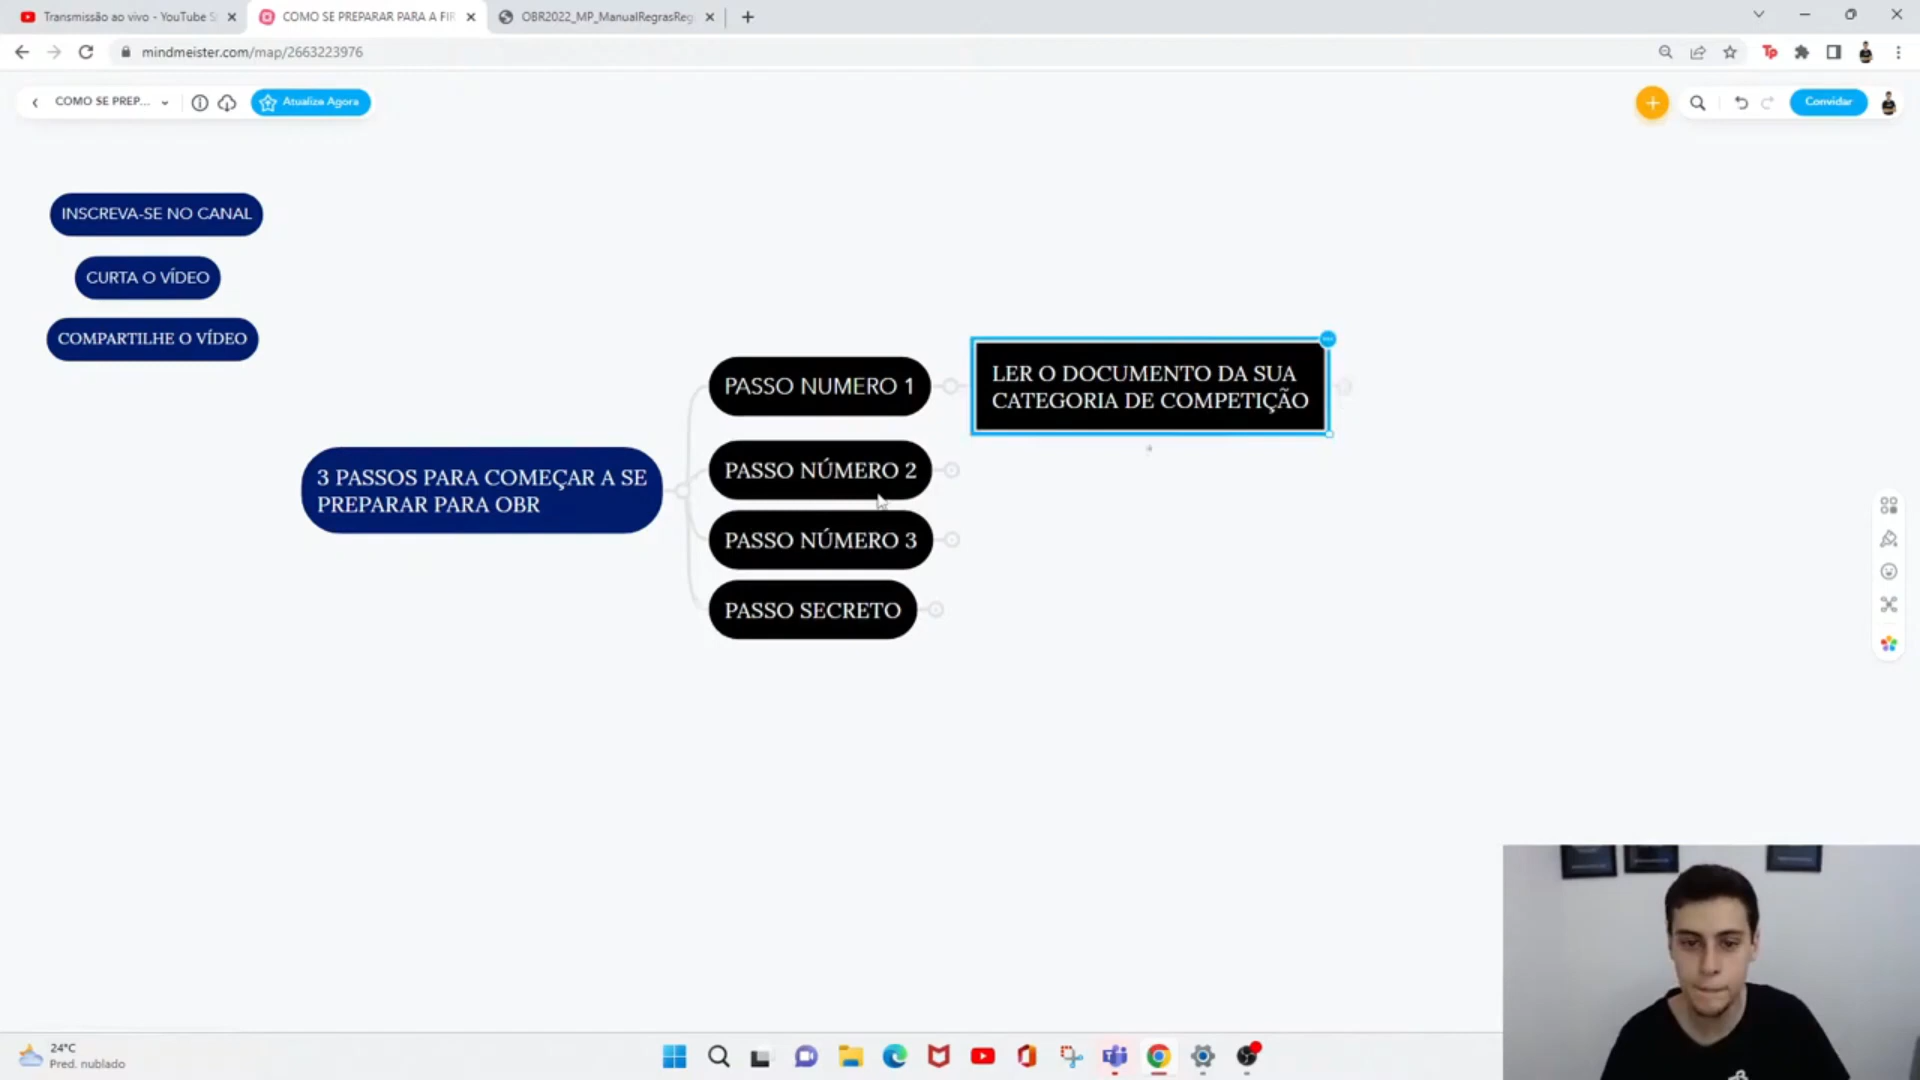 Transmissão ao vivo - YouTube S
COMO SE PREPARAR PARA A FIR
OBR2022_MP_ManualRegrasReg
mindmeister.com/map/2663223976
COMO SE PREP...
Atualize Agora
Convidar
INSCREVA-SE NO CANAL
CURTA O VÍDEO
COMPARTILHE O VÍDEO
3 PASSOS PARA COMEÇAR A SE
PREPARAR PARA OBR
PASSO NUMERO 1
LER O DOCUMENTO DA SUA
CATEGORIA DE COMPETIÇÃO
PASSO NÚMERO 2
PASSO NÚMERO 3
PASSO SECRETO
24°C
Pred. nublado